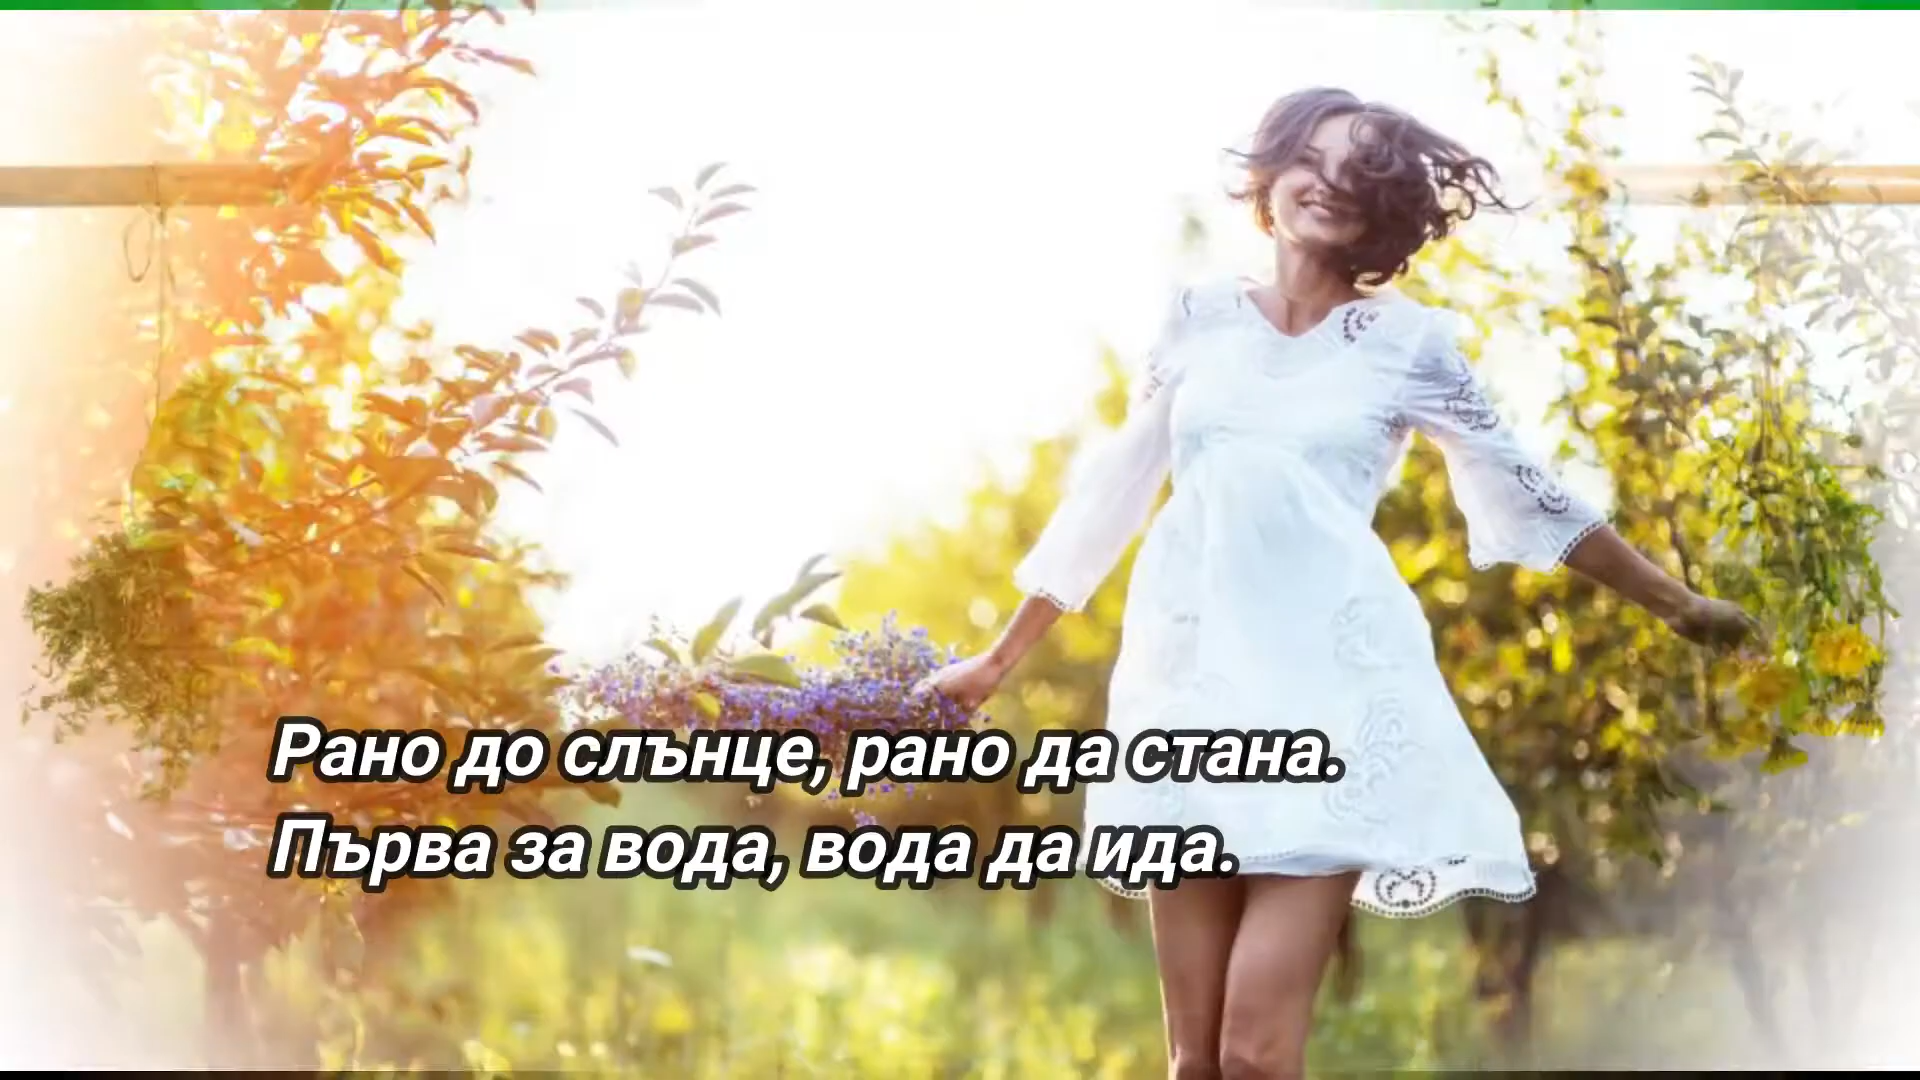 Рано до слънце, рано да стана.
Първа за вода, вода да ида.